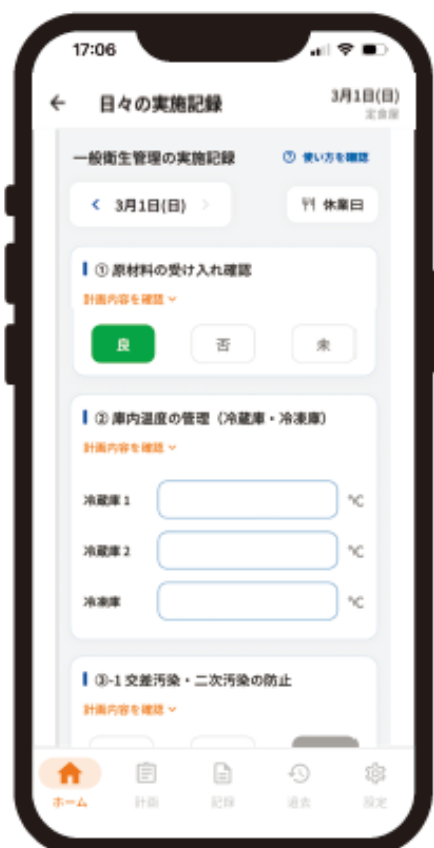 17:06
← 日々の実施記録 3月1日(日)
定食屋
一般衛生管理の実施記録 ? 使い方を確認
< 3月1日(日) > 休業日
① 原材料の受け入れ確認
計画内容を確認
良 否 未
② 庫内温度の管理（冷蔵庫・冷凍庫）
計画内容を確認
冷蔵庫1 ℃
冷蔵庫2 ℃
冷凍庫 ℃
③-1 交差汚染・二次汚染の防止
計画内容を確認
ホーム 計画 記録 過去 設定